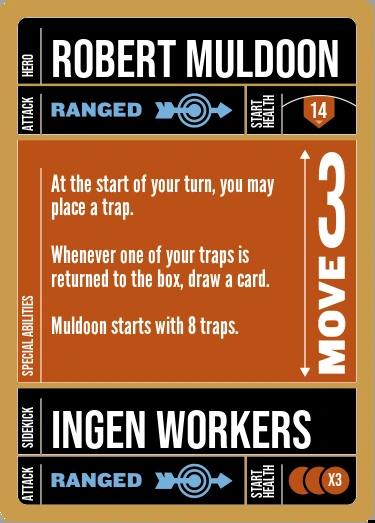 HERO
ROBERT MULDOON
ATTACK
RANGED
START
HEALTH
14
SPECIAL ABILITIES
At the start of your turn, you may
place a trap.
Whenever one of your traps is
returned to the box, draw a card.
Muldoon starts with 8 traps.
MOVE 3
SIDEKICK
INGEN WORKERS
ATTACK
RANGED
START
HEALTH
X3